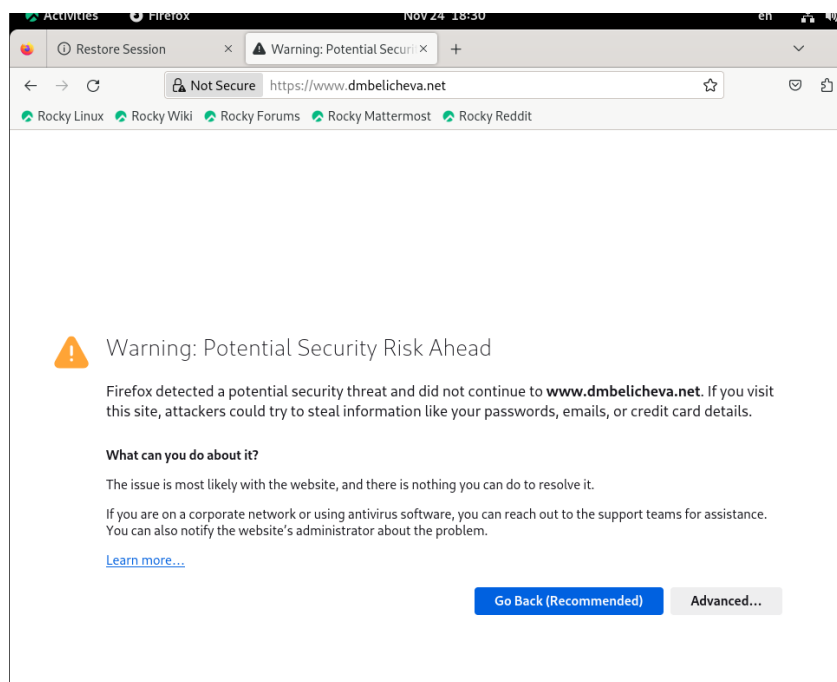 Activities Firefox Nov 24 18:30 en
Restore Session × Warning: Potential Securi × +
Not Secure https://www.dmbelicheva.net
Rocky Linux Rocky Wiki Rocky Forums Rocky Mattermost Rocky Reddit
Warning: Potential Security Risk Ahead
Firefox detected a potential security threat and did not continue to www.dmbelicheva.net. If you visit
this site, attackers could try to steal information like your passwords, emails, or credit card details.
What can you do about it?
The issue is most likely with the website, and there is nothing you can do to resolve it.
If you are on a corporate network or using antivirus software, you can reach out to the support teams for assistance.
You can also notify the website’s administrator about the problem.
Learn more…
Go Back (Recommended) Advanced…